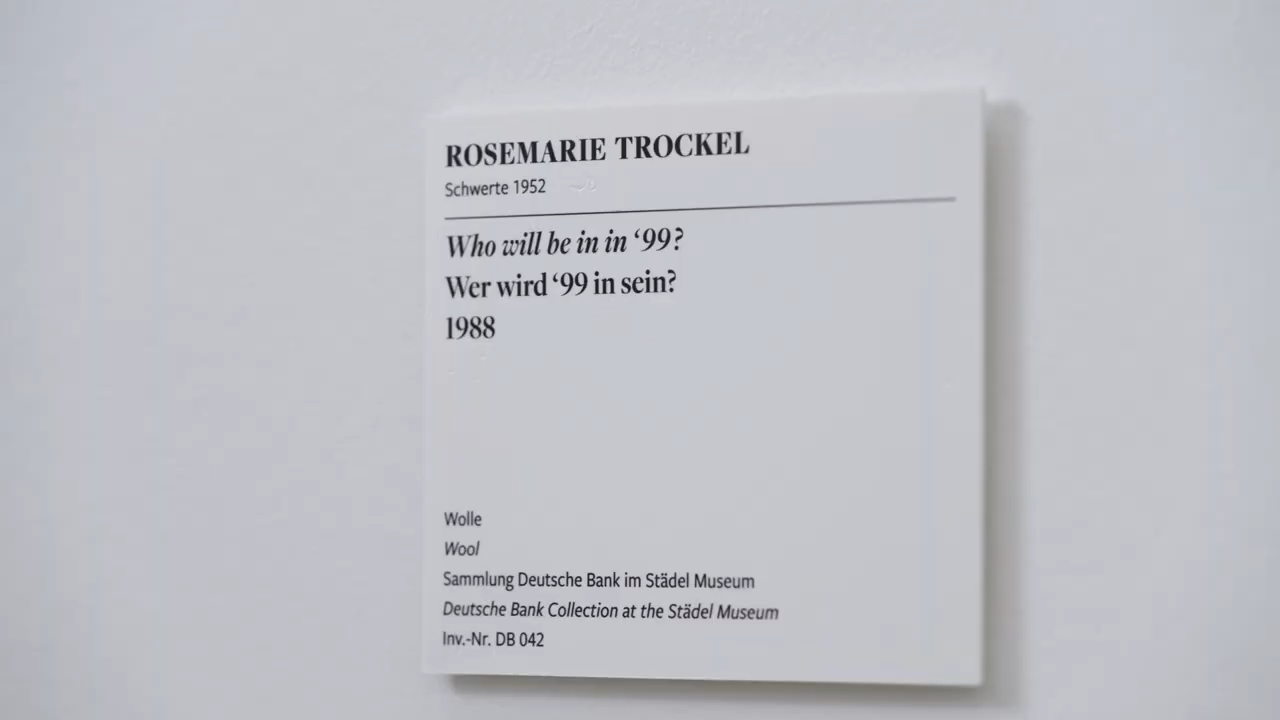 ROSEMARIE TROCKEL
Schwerte 1952
Who will be in in ‘99?
Wer wird ‘99 in sein?
1988
Wolle
Wool
Sammlung Deutsche Bank im Städel Museum
Deutsche Bank Collection at the Städel Museum
Inv.-Nr. DB 042